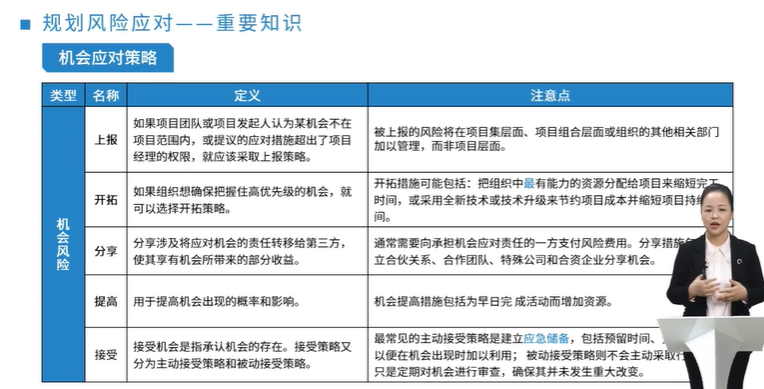 规划风险应对——重要知识
机会应对策略
类型 名称 定义 注意点
机会风险
上报
如果项目团队或项目发起人认为某机会不在
项目范围内，或提议的应对措施超出了项目
经理的权限，就应该采取上报策略。
被上报的风险将在项目集层面、项目组合层面或组织的其他相关部门
加以管理，而非项目层面。
开拓
如果组织想确保把握住高优先级的机会，就
可以选择开拓策略。
开拓措施可能包括：把组织中最有能力的资源分配给项目来缩短完工
时间，或采用全新技术或技术升级来节约项目成本并缩短项目持续
间。
分享
分享涉及将应对机会的责任转移给第三方，
使其享有机会所带来的部分收益。
通常需要向承担机会应对责任的一方支付风险费用。分享措施
立合伙关系、合作团队、特殊公司和合资企业分享机会。
提高
用于提高机会出现的概率和影响。
机会提高措施包括为早日完 成活动而增加资源。
接受
接受机会是指承认机会的存在。接受策略又
分为主动接受策略和被动接受策略。
最常见的主动接受策略是建立应急储备，包括预留时间、
以便在机会出现时加以利用； 被动接受策略则不会主动采取
只是定期对机会进行审查，确保其并未发生重大改变。